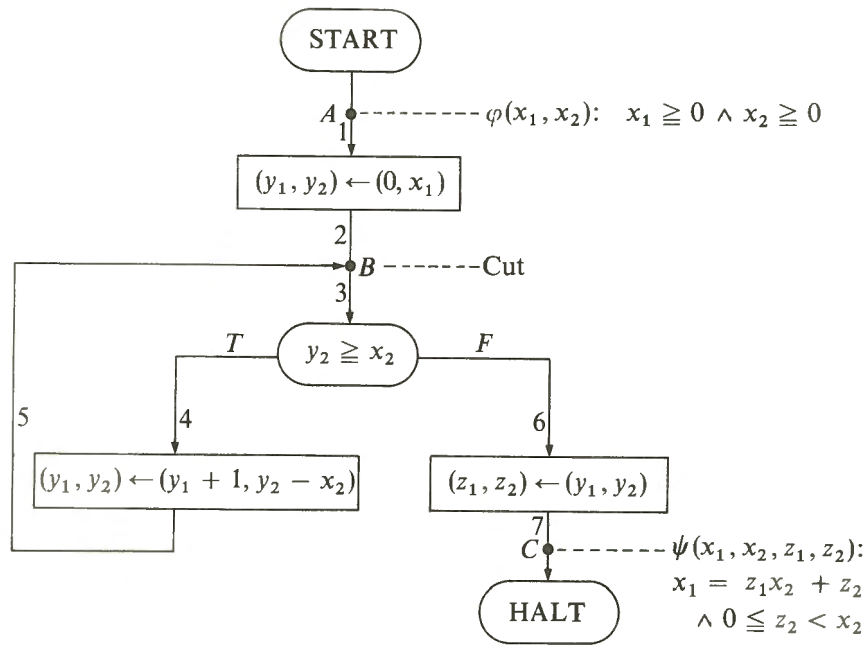 START
A
φ(x₁, x₂): x₁ ≧ 0 ∧ x₂ ≧ 0
1
(y₁, y₂) ← (0, x₁)
2
B
Cut
3
T
y₂ ≧ x₂
F
5
4
6
(y₁, y₂) ← (y₁ + 1, y₂ − x₂)
(z₁, z₂) ← (y₁, y₂)
7
C
ψ(x₁, x₂, z₁, z₂):
x₁ = z₁x₂ + z₂
∧ 0 ≦ z₂ < x₂
HALT